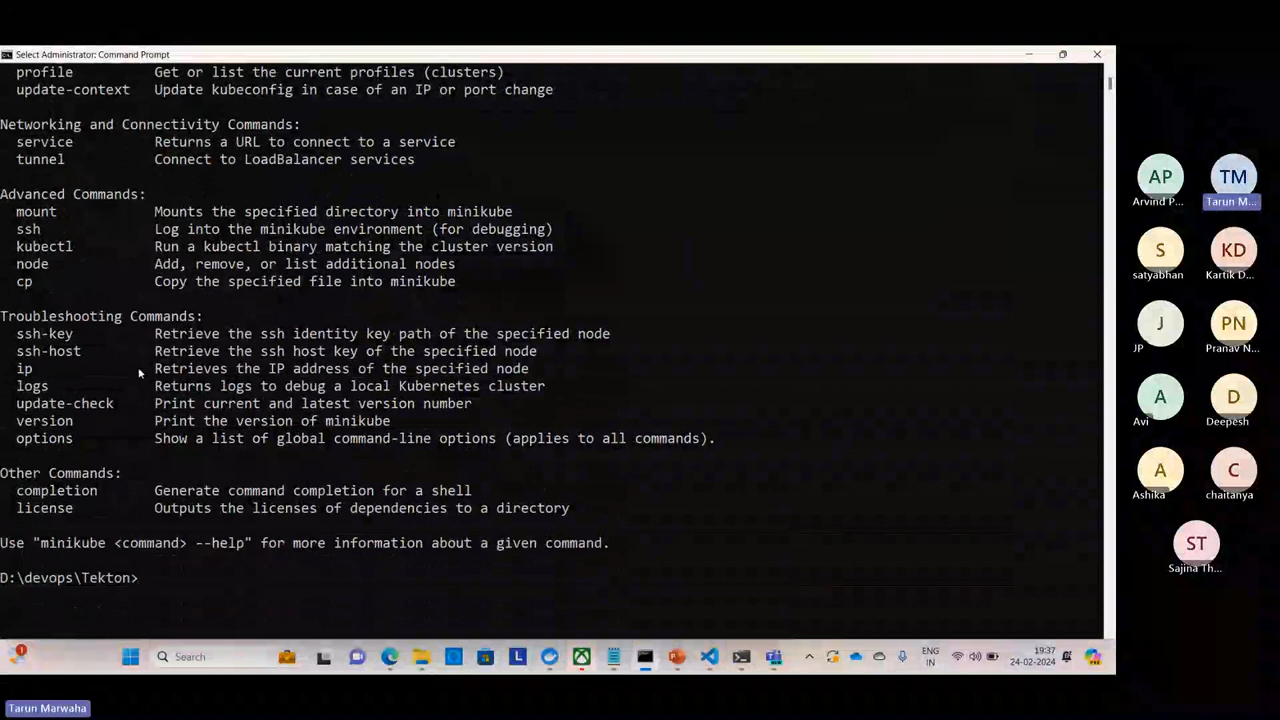 Select Administrator: Command Prompt
profile Get or list the current profiles (clusters)
update-context Update kubeconfig in case of an IP or port change
Networking and Connectivity Commands:
service Returns a URL to connect to a service
tunnel Connect to LoadBalancer services
Advanced Commands:
mount Mounts the specified directory into minikube
ssh Log into the minikube environment (for debugging)
kubectl Run a kubectl binary matching the cluster version
node Add, remove, or list additional nodes
cp Copy the specified file into minikube
Troubleshooting Commands:
ssh-key Retrieve the ssh identity key path of the specified node
ssh-host Retrieve the ssh host key of the specified node
ip Retrieves the IP address of the specified node
logs Returns logs to debug a local Kubernetes cluster
update-check Print current and latest version number
version Print the version of minikube
options Show a list of global command-line options (applies to all commands).
Other Commands:
completion Generate command completion for a shell
license Outputs the licenses of dependencies to a directory
Use "minikube <command> --help" for more information about a given command.
D:\devops\Tekton>
1
Search
L
ENG
IN
19:37
24-02-2024
AP
Arvind P...
TM
Tarun M...
S
satyabhan
KD
Kartik D...
J
JP
PN
Pranav N...
A
Avi
D
Deepesh
A
Ashika
C
chaitanya
ST
Sajina Th...
Tarun Marwaha